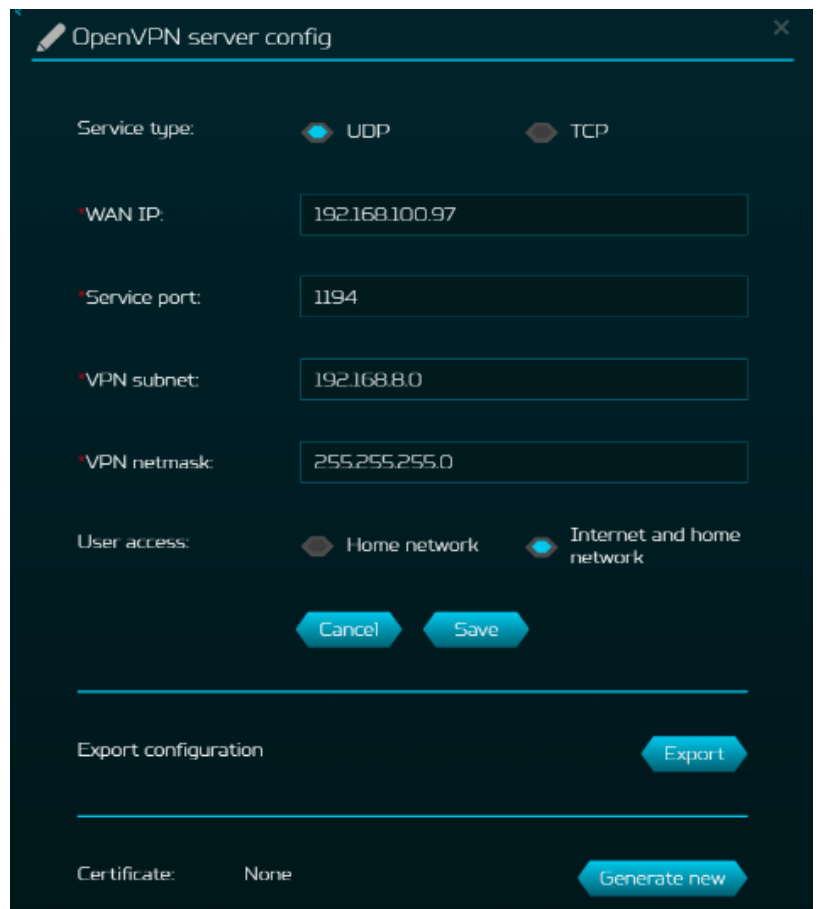 OpenVPN server config
Service type:
UDP
TCP
*WAN IP:
192.168.100.97
*Service port:
1194
*VPN subnet:
192.168.8.0
*VPN netmask:
255.255.255.0
User access:
Home network
Internet and home
network
Cancel
Save
Export configuration
Export
Certificate:
None
Generate new